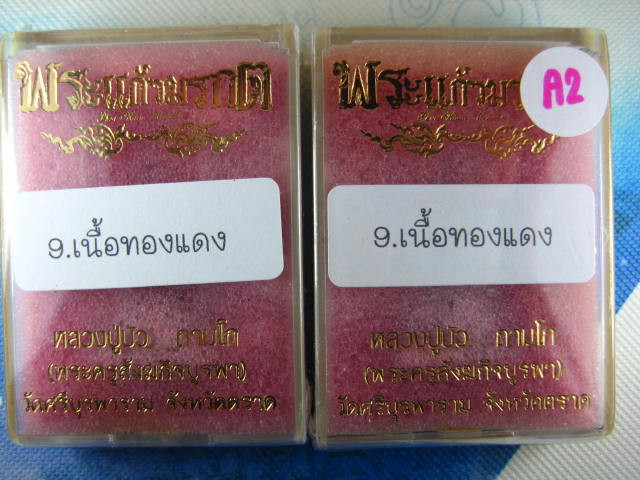 พระแก้วมรกต
9.เนื้อทองแดง
หลวงปู่บัว ถามโก
(พระครูสังฆกิจบูรพา)
วัดศรีบุรพาราม จังหวัดตราด
พระแก้วมร
A2
9.เนื้อทองแดง
หลวงปู่บัว ถามโก
(พระครูสังฆกิจบูรพา)
วัดศรีบุรพาราม จังหวัดตราด